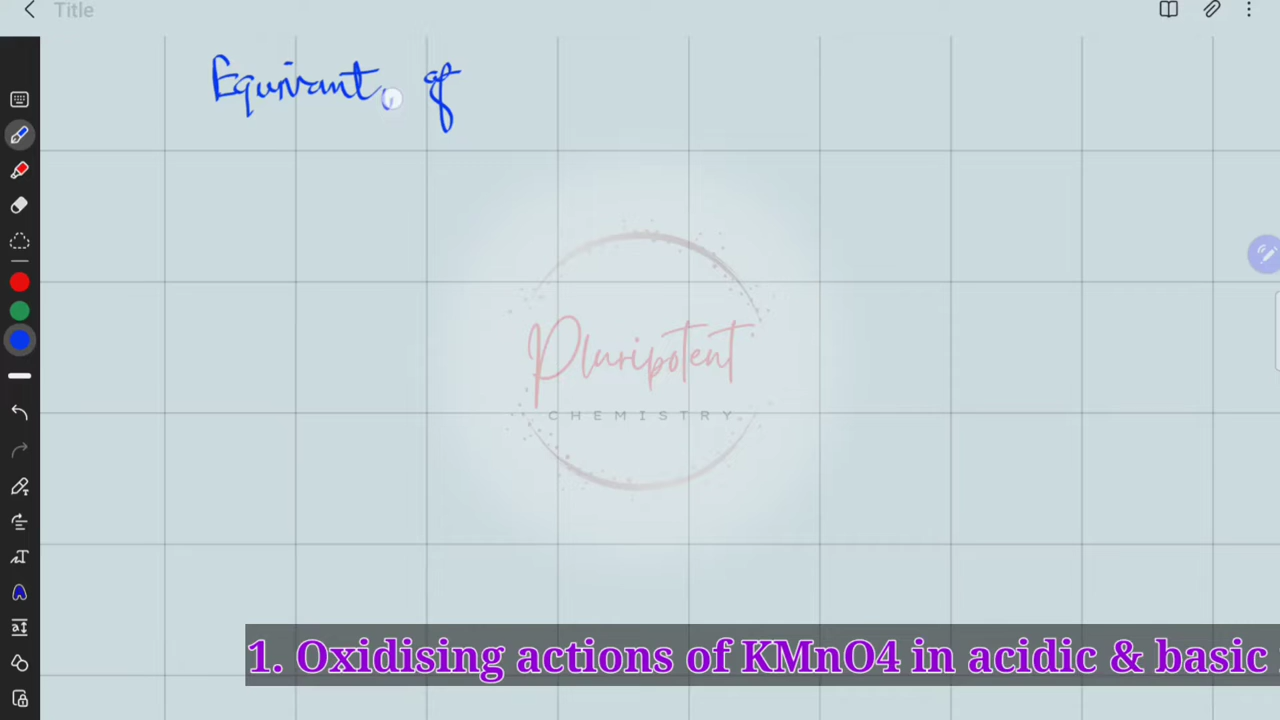 Title
Equivant, of
Pluripotent
CHEMISTRY
1. Oxidising actions of KMnO4 in acidic & basic